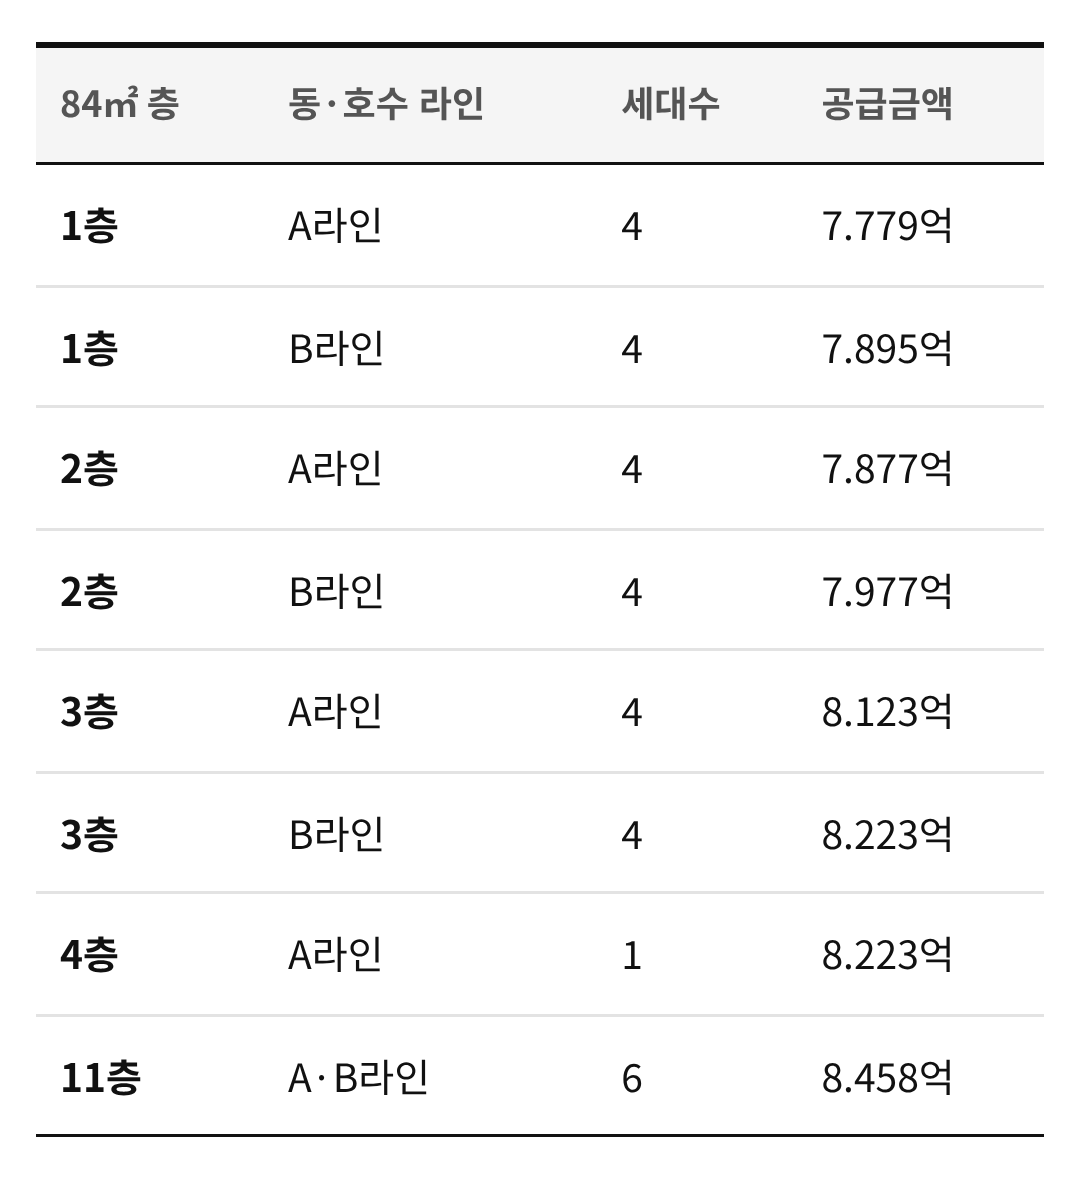 84㎡ 층 동·호수 라인 세대수 공급금액
1층 A라인 4 7.779억
1층 B라인 4 7.895억
2층 A라인 4 7.877억
2층 B라인 4 7.977억
3층 A라인 4 8.123억
3층 B라인 4 8.223억
4층 A라인 1 8.223억
11층 A·B라인 6 8.458억